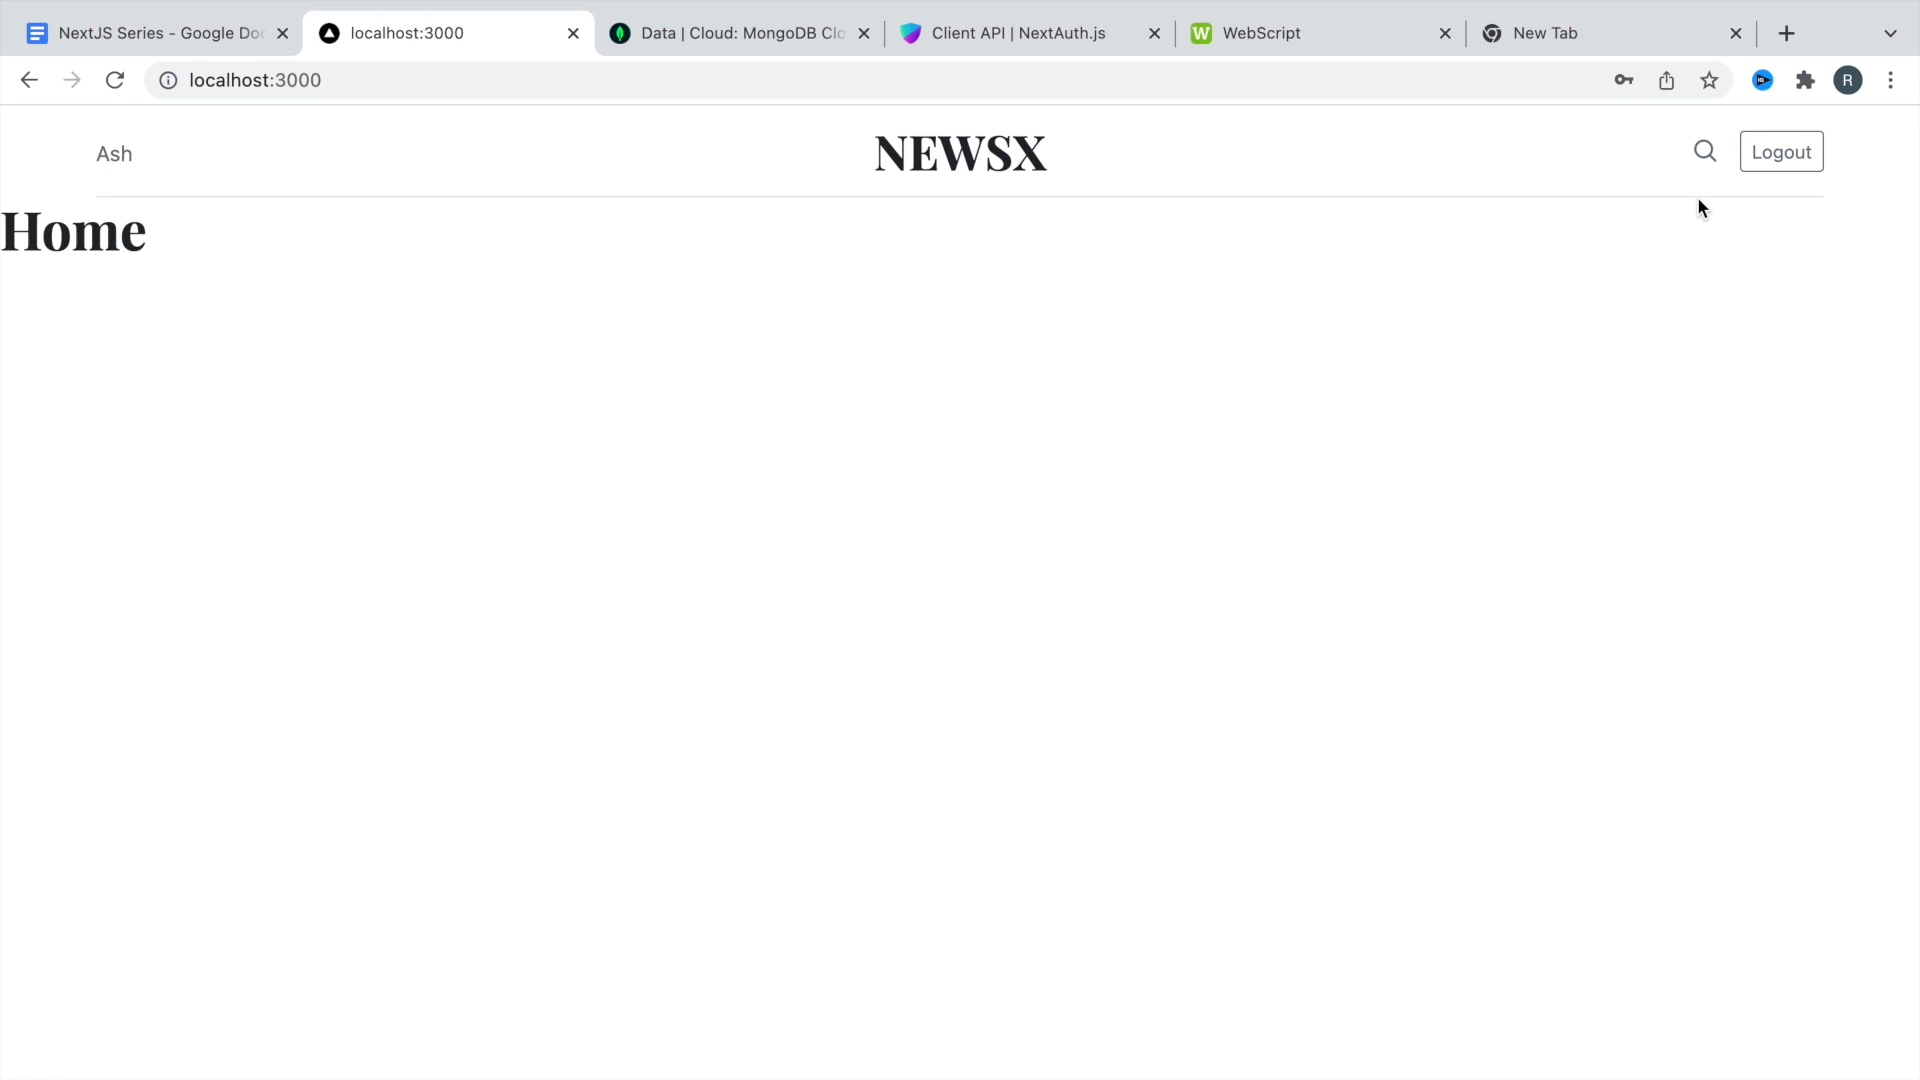 NextJS Series - Google Doc
localhost:3000
Data | Cloud: MongoDB Clo
Client API | NextAuth.js
W WebScript
New Tab
localhost:3000
R
Ash
NEWSX
Logout
Home